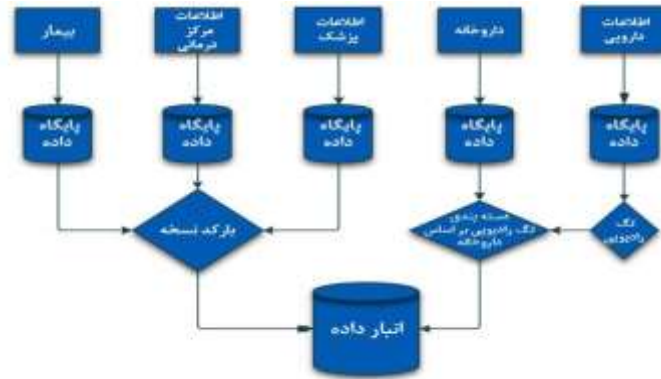 اطلاعات
دارویی
داروخانه
اطلاعات
پزشک
اطلاعات
مرکز
درمانی
بیمار
پایگاه
داده
پایگاه
داده
پایگاه
داده
پایگاه
داده
پایگاه
داده
تگ
رادیویی
دسته بندی
تگ رادیویی بر اساس
داروخانه
بارکد نسخه
انبار داده